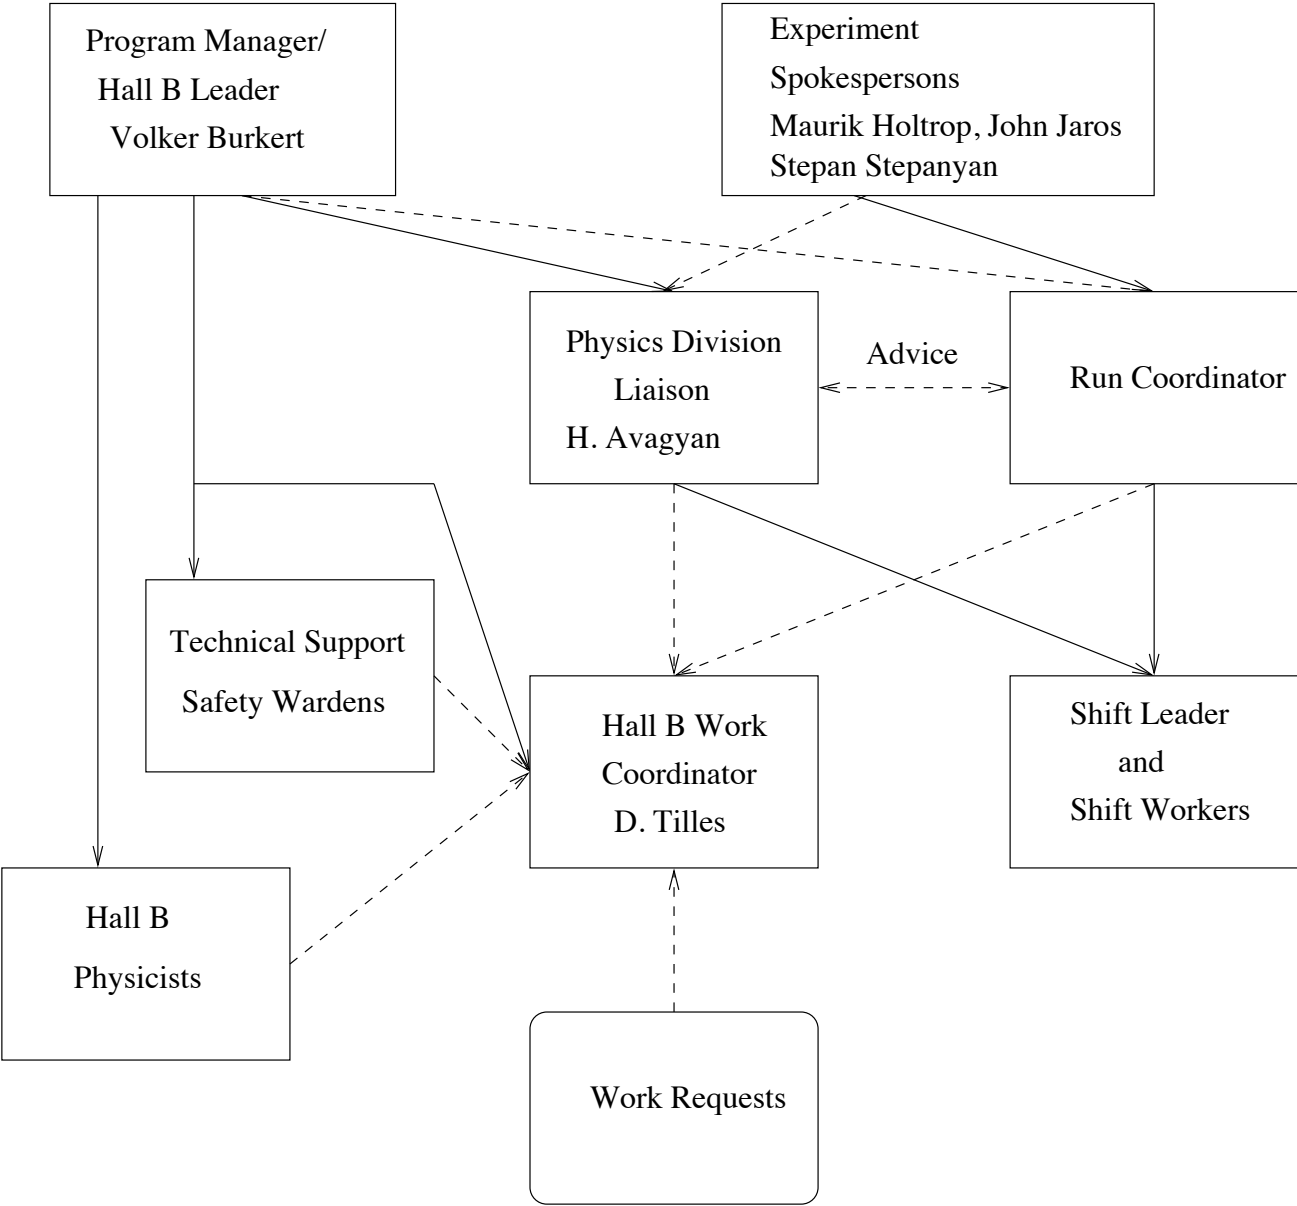 Program Manager/
Hall B Leader
Volker Burkert
Experiment
Spokespersons
Maurik Holtrop, John Jaros
Stepan Stepanyan
Physics Division
Liaison
H. Avagyan
Advice
Run Coordinator
Technical Support
Safety Wardens
Hall B Work
Coordinator
D. Tilles
Shift Leader
and
Shift Workers
Hall B
Physicists
Work Requests